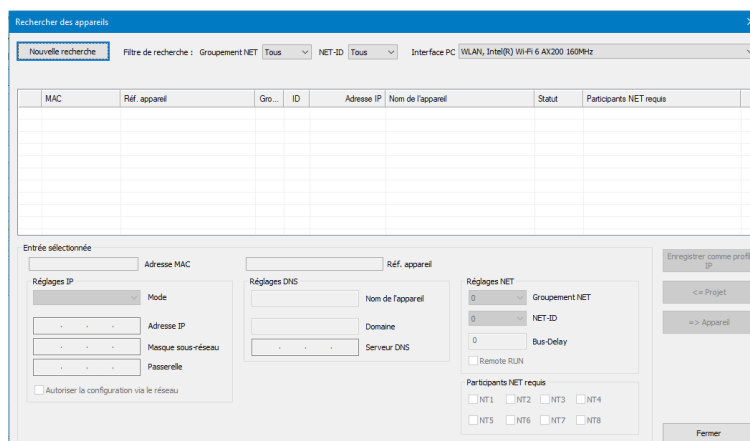 Rechercher des appareils
Nouvelle recherche Filtre de recherche : Groupement NET Tous NET-ID Tous Interface PC WLAN, Intel(R) Wi-Fi 6 AX200 160MHz
MAC Réf. appareil Gro... ID Adresse IP Nom de l'appareil Statut Participants NET requis
Entrée sélectionnée
Adresse MAC Réf. appareil
Enregistrer comme profil
IP
Réglages IP Réglages DNS Réglages NET
Mode Nom de l'appareil 0 Groupement NET
<= Projet
Adresse IP Domaine 0 NET-ID
=> Appareil
Masque sous-réseau Serveur DNS 0 Bus-Delay
Passerelle Remote RUN
Autoriser la configuration via le réseau
Participants NET requis
NT1 NT2 NT3 NT4
NT5 NT6 NT7 NT8
Fermer